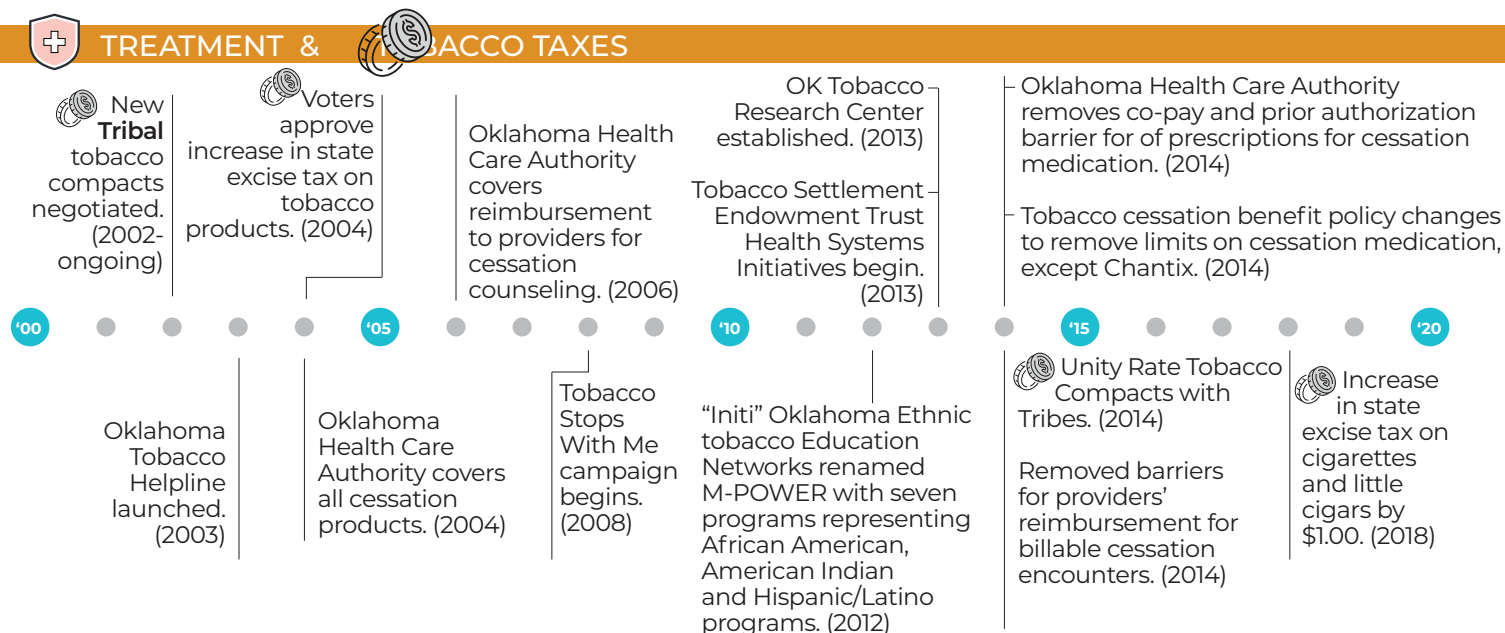 TREATMENT & TOBACCO TAXES
New
Tribal
tobacco
compacts
negotiated.
(2002-
ongoing)
Voters
approve
increase in state
excise tax on
tobacco
products. (2004)
Oklahoma Health
Care Authority
covers
reimbursement
to providers for
cessation
counseling. (2006)
OK Tobacco
Research Center
established. (2013)
Tobacco Settlement
Endowment Trust
Health Systems
Initiatives begin.
(2013)
Oklahoma Health Care Authority
removes co-pay and prior authorization
barrier for of prescriptions for cessation
medication. (2014)
Tobacco cessation benefit policy changes
to remove limits on cessation medication,
except Chantix. (2014)
‘00
‘05
‘10
‘15
‘20
Oklahoma
Tobacco
Helpline
launched.
(2003)
Oklahoma
Health Care
Authority covers
all cessation
products. (2004)
Tobacco
Stops
With Me
campaign
begins.
(2008)
“Initi” Oklahoma Ethnic
tobacco Education
Networks renamed
M-POWER with seven
programs representing
African American,
American Indian
and Hispanic/Latino
programs. (2012)
Unity Rate Tobacco
Compacts with
Tribes. (2014)
Removed barriers
for providers’
reimbursement for
billable cessation
encounters. (2014)
Increase
in state
excise tax on
cigarettes
and little
cigars by
$1.00. (2018)